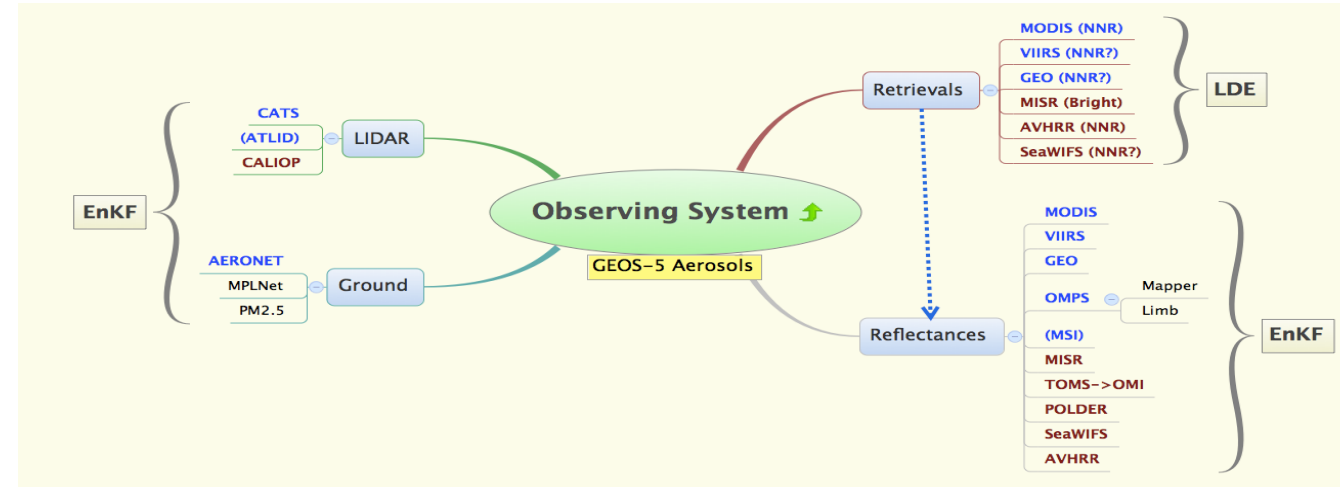 Observing System
GEOS-5 Aerosols
LIDAR
CATS
(ATLID)
CALIOP
Ground
AERONET
MPLNet
PM2.5
EnKF
Retrievals
MODIS (NNR)
VIIRS (NNR?)
GEO (NNR?)
MISR (Bright)
AVHRR (NNR)
SeaWIFS (NNR?)
LDE
Reflectances
MODIS
VIIRS
GEO
OMPS
Mapper
Limb
(MSI)
MISR
TOMS->OMI
POLDER
SeaWIFS
AVHRR
EnKF